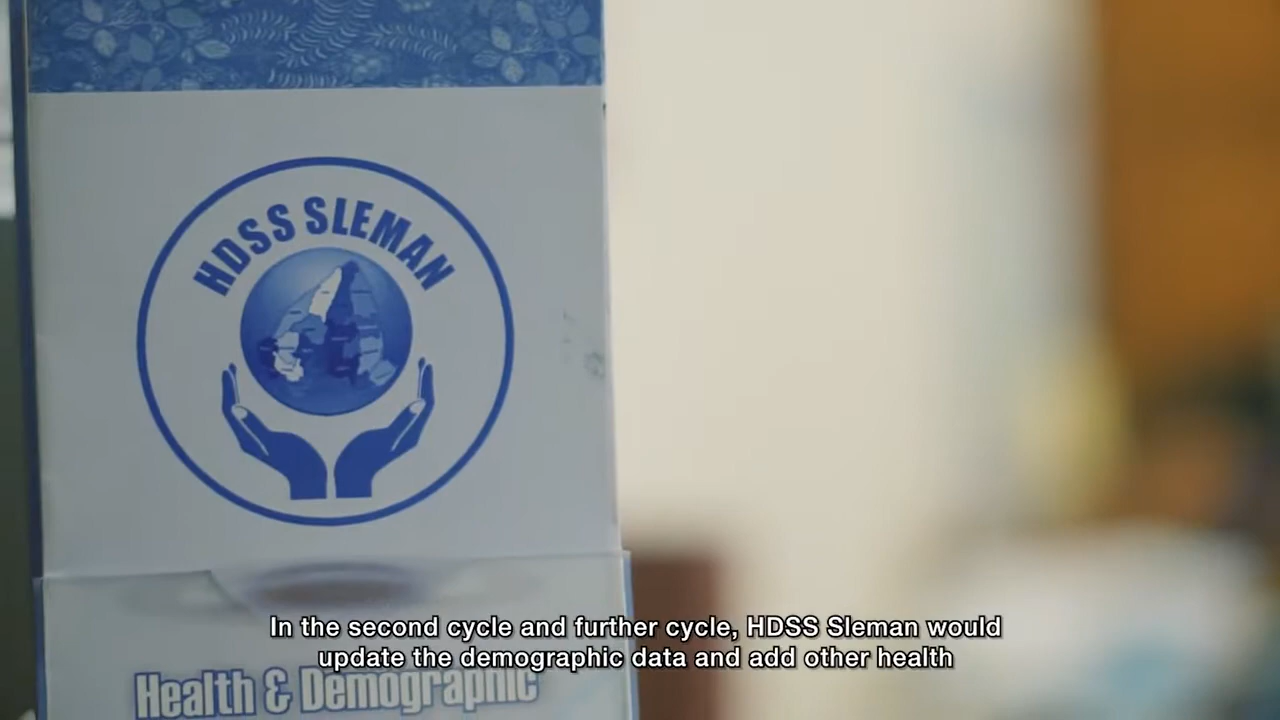 HDSS SLEMAN
In the second cycle and further cycle, HDSS Sleman would
update the demographic data and add other health
Health & Demographic